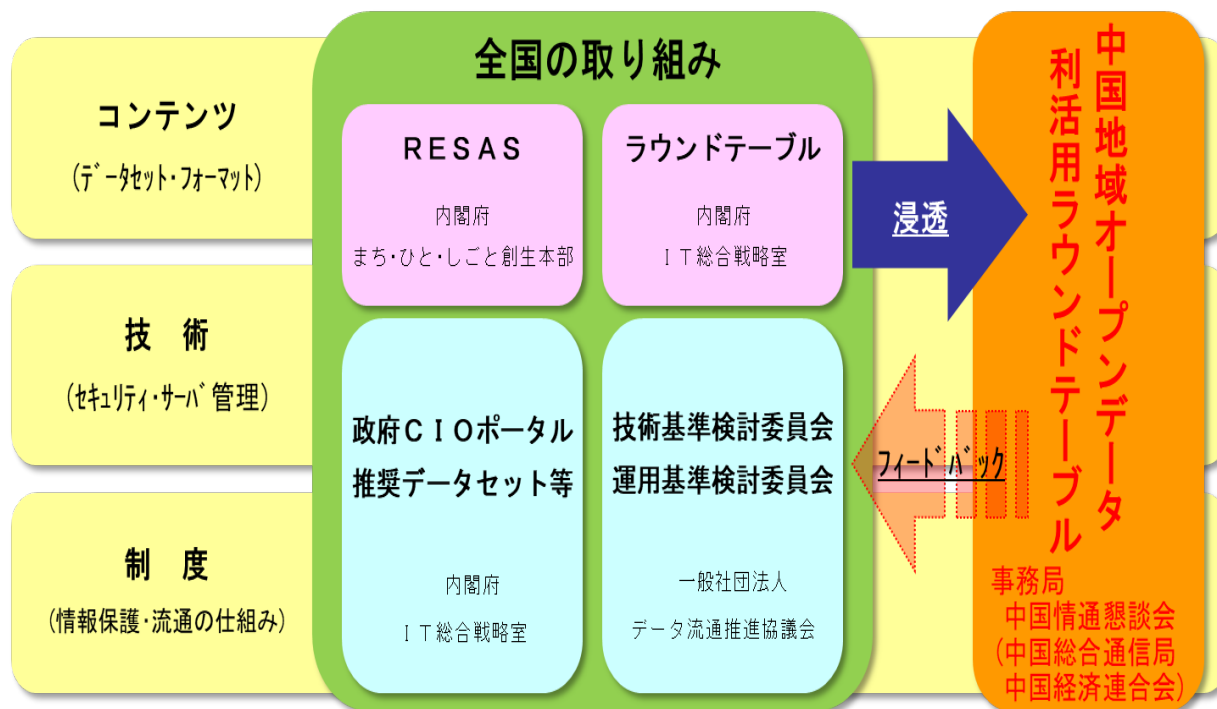 コンテンツ
(データセット・フォーマット)
技　術
(セキュリティ・サーバ管理)
制　度
(情報保護・流通の仕組み)
全国の取り組み
ＲＥＳＡＳ
内閣府
まち・ひと・しごと創生本部
ラウンドテーブル
内閣府
ＩＴ総合戦略室
政府ＣＩＯポータル
推奨データセット等
内閣府
ＩＴ総合戦略室
技術基準検討委員会
運用基準検討委員会
一般社団法人
データ流通推進協議会
浸透
フィードバック
中国地域オープンデータ
利活用ラウンドテーブル
事務局
中国情通懇談会
(中国総合通信局
中国経済連合会)